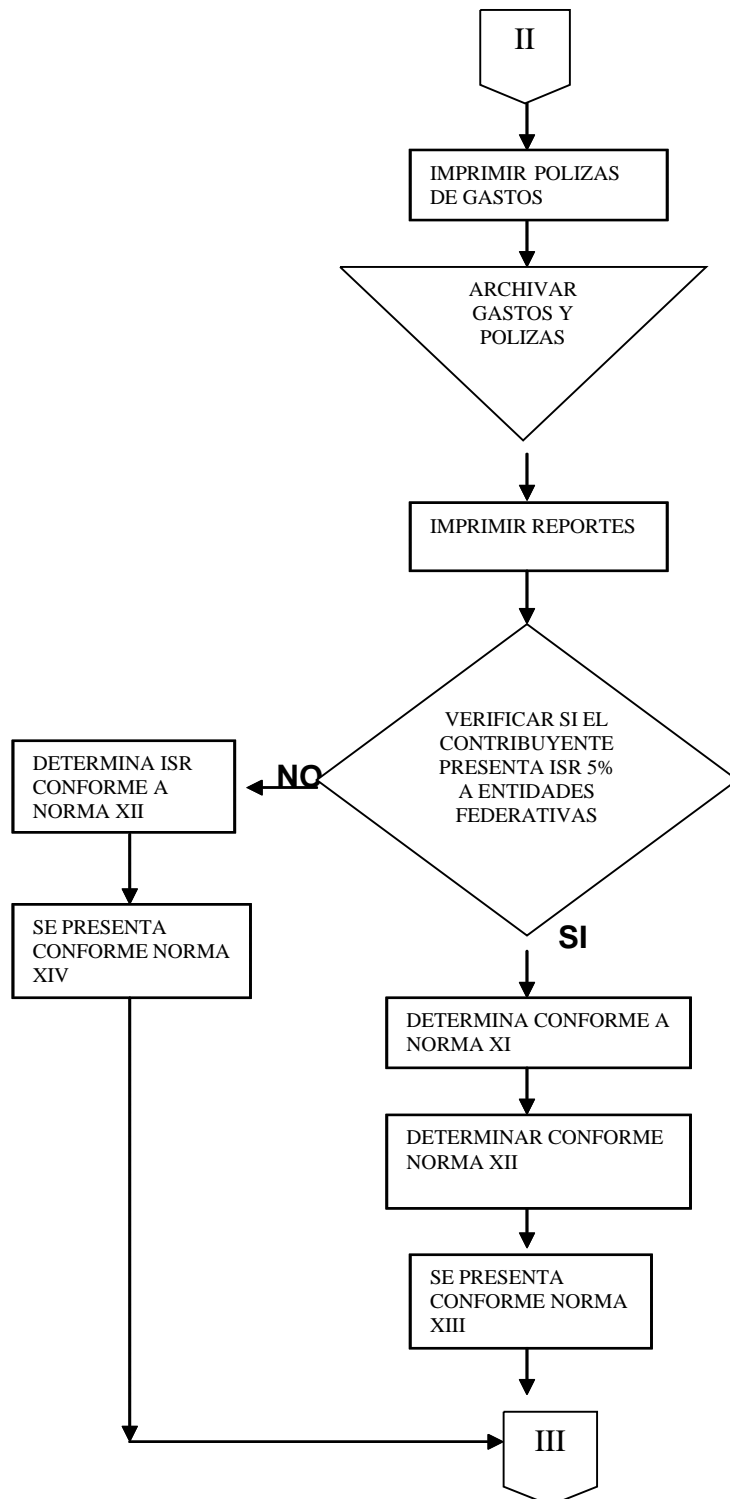 II
IMPRIMIR POLIZAS
DE GASTOS
ARCHIVAR
GASTOS Y
POLIZAS
IMPRIMIR REPORTES
VERIFICAR SI EL
CONTRIBUYENTE
PRESENTA ISR 5%
A ENTIDADES
FEDERATIVAS
NO
DETERMINA ISR
CONFORME A
NORMA XII
SE PRESENTA
CONFORME NORMA
XIV
SI
DETERMINA CONFORME A
NORMA XI
DETERMINAR CONFORME
NORMA XII
SE PRESENTA
CONFORME NORMA
XIII
III